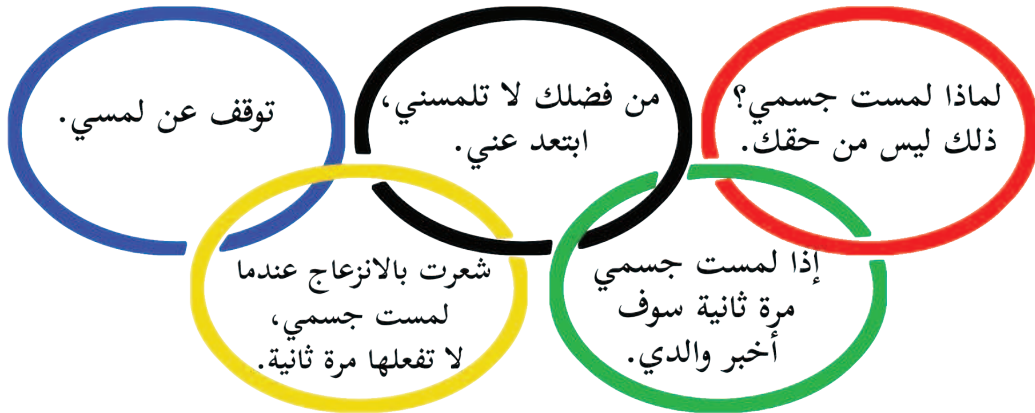 لماذا لمست جسمي؟
ذلك ليس من حقك.
من فضلك لا تلمسني،
ابتعد عني.
توقف عن لمسي.
إذا لمست جسمي
مرة ثانية سوف
أخبر والدي.
شعرت بالانزعاج عندما
لمست جسمي،
لا تفعلها مرة ثانية.